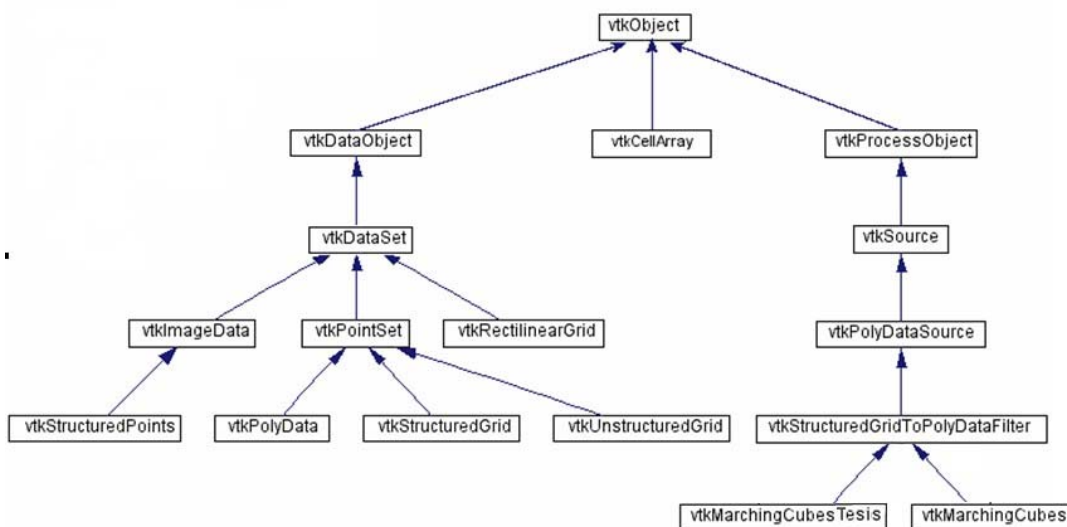 vtkObject
vtkDataObject
vtkCellArray
vtkProcessObject
vtkDataSet
vtkSource
vtkImageData
vtkPointSet
vtkRectilinearGrid
vtkPolyDataSource
vtkStructuredPoints
vtkPolyData
vtkStructuredGrid
vtkUnstructuredGrid
vtkStructuredGridToPolyDataFilter
vtkMarchingCubesTesis
vtkMarchingCubes